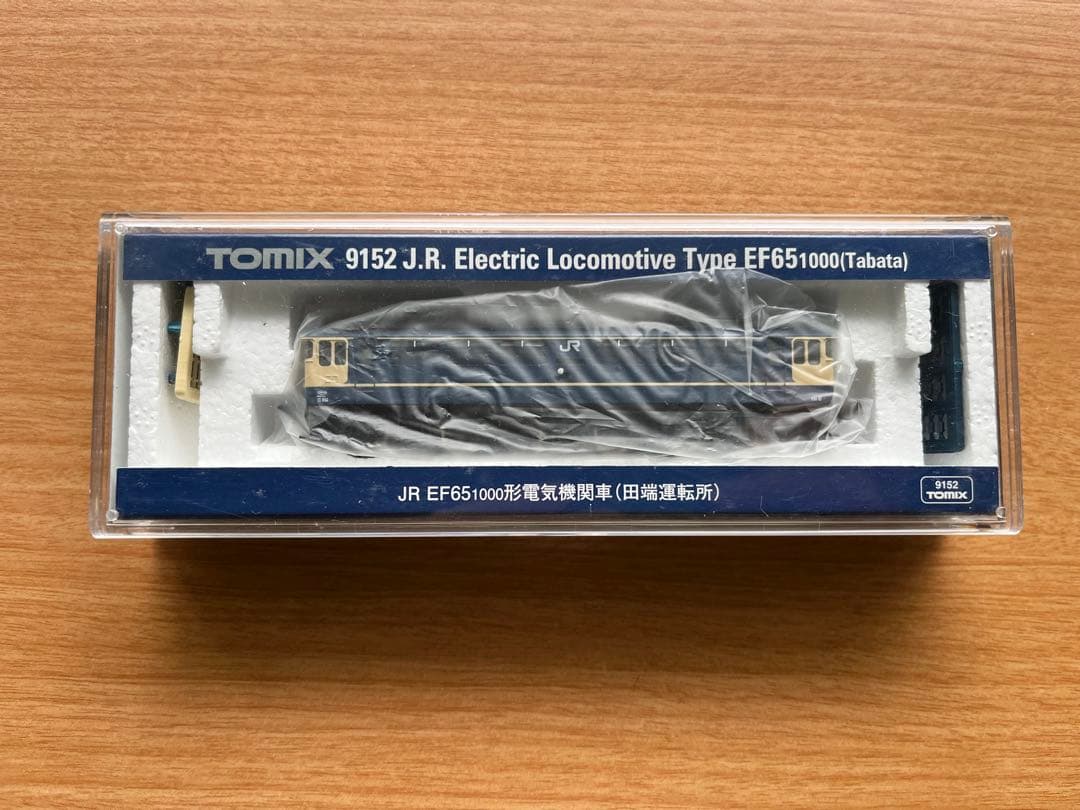 TOMIX 9152 J.R. Electric Locomotive Type EF651000(Tabata)
JR
JR EF651000形電気機関車(田端運転所)
9152
TOMIX